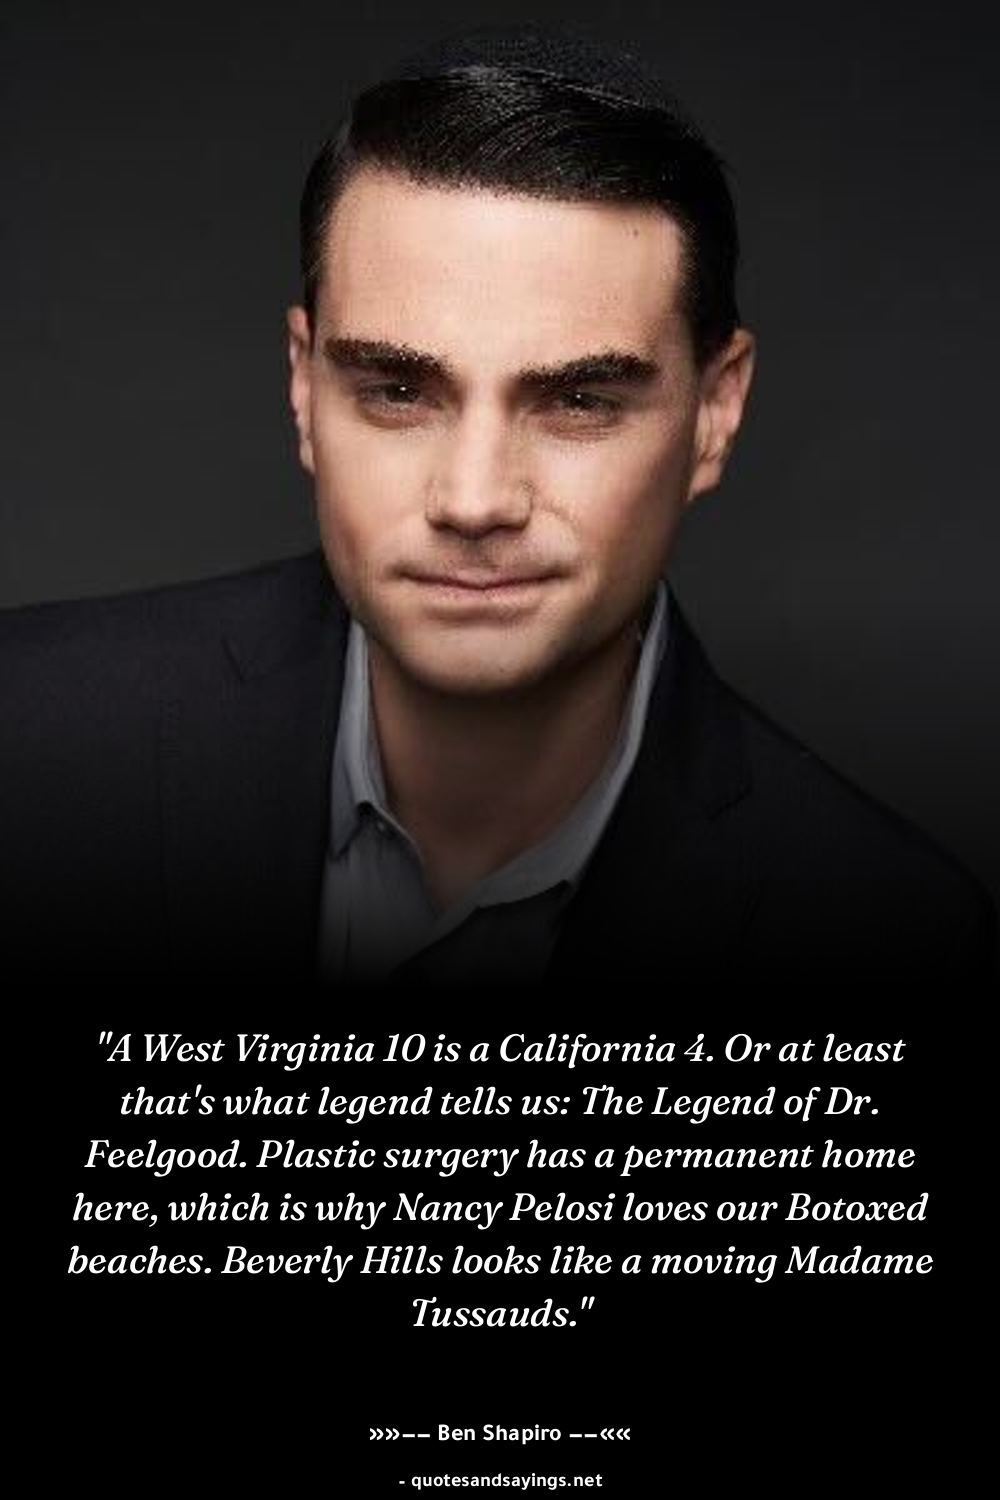 "A West Virginia 10 is a California 4. Or at least
that's what legend tells us: The Legend of Dr.
Feelgood. Plastic surgery has a permanent home
here, which is why Nancy Pelosi loves our Botoxed
beaches. Beverly Hills looks like a moving Madame
Tussauds."
»»–– Ben Shapiro ––««
- quotesandsayings.net